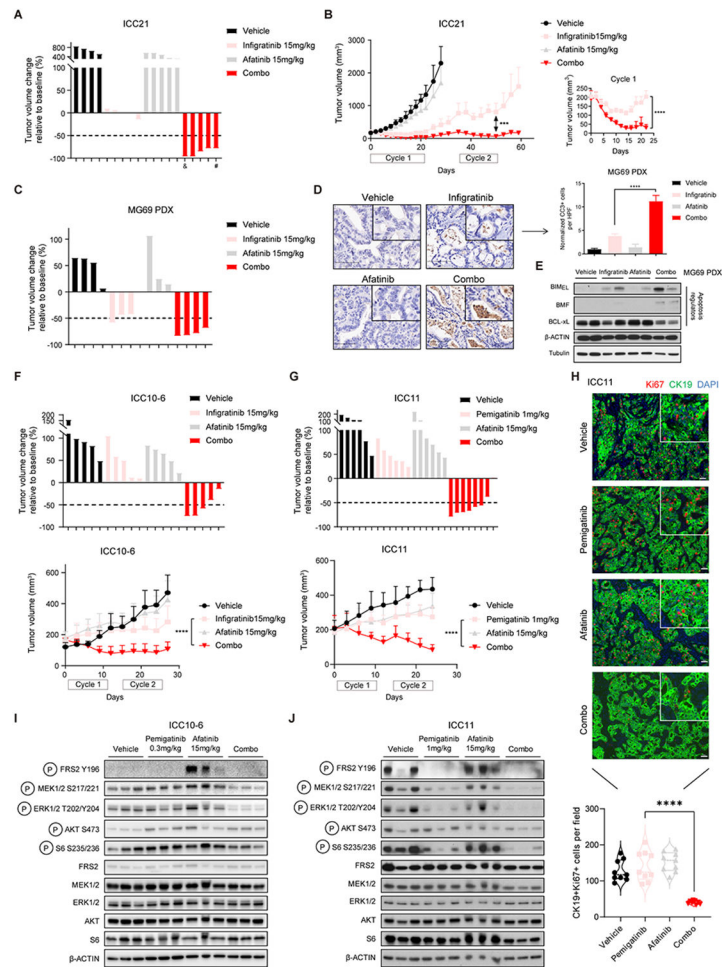 A
ICC21
Tumor volume change
relative to baseline (%)
800
600
400
200
100
50
0
-50
-100
&
#
Vehicle
Infigratinib 15mg/kg
Afatinib 15mg/kg
Combo
B
ICC21
Tumor volume (mm³)
3000
2000
1000
0
0 10 20 30 40 50 60
Cycle 1
Cycle 2
Days
***
Vehicle
Infigratinib 15mg/kg
Afatinib15mg/kg
Combo
Cycle 1
Tumor volume (mm³)
250
200
150
100
50
0
0 5 10 15 20 25
Days
****
C
MG69 PDX
Tumor volume change
relative to baseline (%)
150
100
50
0
-50
-100
Vehicle
Infigratinib 15mg/kg
Afatinib 15mg/kg
Combo
D
Vehicle
Infigratinib
Afatinib
Combo
MG69 PDX
Normalized CC3+ cells
per HPF
15
10
5
0
****
Vehicle
Infigratinib
Afatinib
Combo
E
Vehicle Infigratinib Afatinib Combo
MG69 PDX
BIMEL
BMF
BCL-xL
β-ACTIN
Tubulin
Apoptosis
regulators
F
ICC10-6
Tumor volume change
relative to baseline (%)
100
50
0
-50
-100
Vehicle
Infigratinib 15mg/kg
Afatinib 15mg/kg
Combo
ICC10-6
Tumor volume (mm³)
600
400
200
0
0 10 20 30
Cycle 1
Cycle 2
Days
Vehicle
Infigratinib15mg/kg
Afatinib 15mg/kg
Combo
****
G
ICC11
Tumor volume change
relative to baseline (%)
200
100
50
0
-50
-100
Vehicle
Pemigatinib 1mg/kg
Afatinib 15mg/kg
Combo
ICC11
Tumor volume (mm³)
600
400
200
0
0 10 20 30
Cycle 1
Cycle 2
Days
Vehicle
Pemigatinib 1mg/kg
Afatinib 15mg/kg
Combo
****
H
ICC11
Ki67 CK19 DAPI
Vehicle
Pemigatinib
Afatinib
Combo
CK19+Ki67+ cells per field
300
200
100
0
****
Vehicle
Pemigatinib
Afatinib
Combo
I
ICC10-6
Vehicle
Pemigatinib
0.3mg/kg
Afatinib
15mg/kg
Combo
P FRS2 Y196
P MEK1/2 S217/221
P ERK1/2 T202/Y204
P AKT S473
P S6 S235/236
FRS2
MEK1/2
ERK1/2
AKT
S6
β-ACTIN
J
ICC11
Vehicle
Pemigatinib
1mg/kg
Afatinib
15mg/kg
Combo
P FRS2 Y196
P MEK1/2 S217/221
P ERK1/2 T202/Y204
P AKT S473
P S6 S235/236
FRS2
MEK1/2
ERK1/2
AKT
S6
β-ACTIN